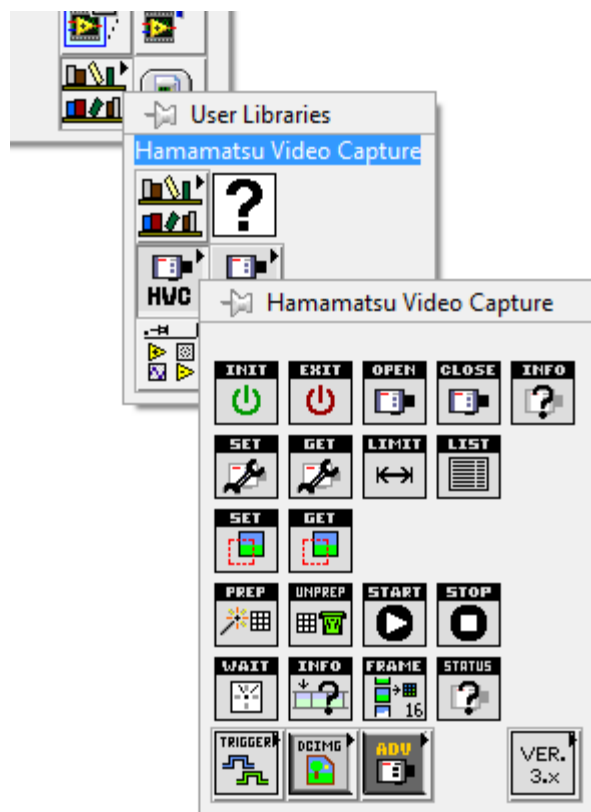 User Libraries
Hamamatsu Video Capture
?
HVC
Hamamatsu Video Capture
INIT EXIT OPEN CLOSE INFO
?
SET GET LIMIT LIST
SET GET
PREP UNPREP START STOP
WAIT INFO FRAME STATUS
? 16 ?
TRIGGER DCIMG ADV VER.
3.x